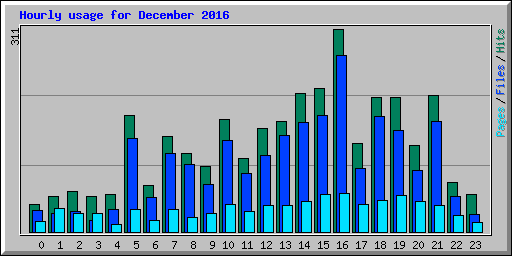 Hourly usage for December 2016
311
Pages / Files / Hits
0 1 2 3 4 5 6 7 8 9 10 11 12 13 14 15 16 17 18 19 20 21 22 23